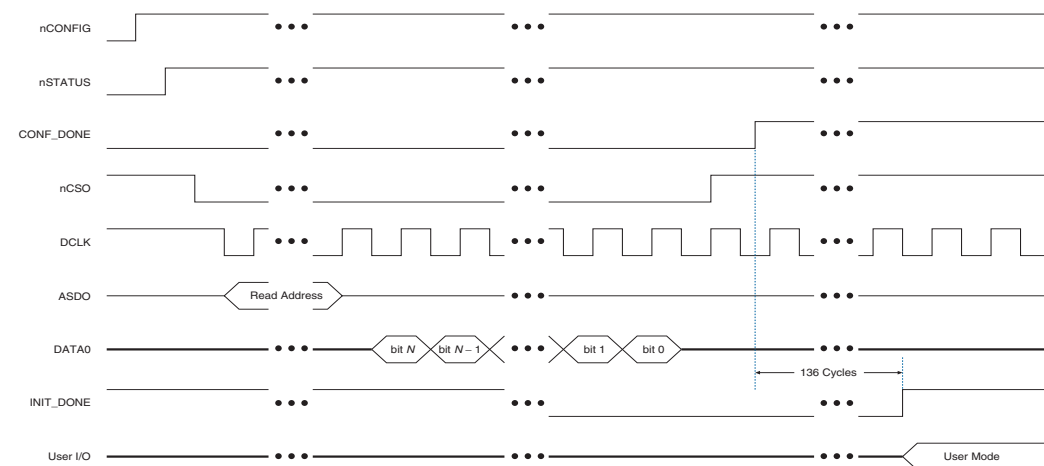 nCONFIG
nSTATUS
CONF_DONE
nCSO
DCLK
ASDO
Read Address
DATA0
bit N
bit N – 1
bit 1
bit 0
136 Cycles
INIT_DONE
User I/O
User Mode